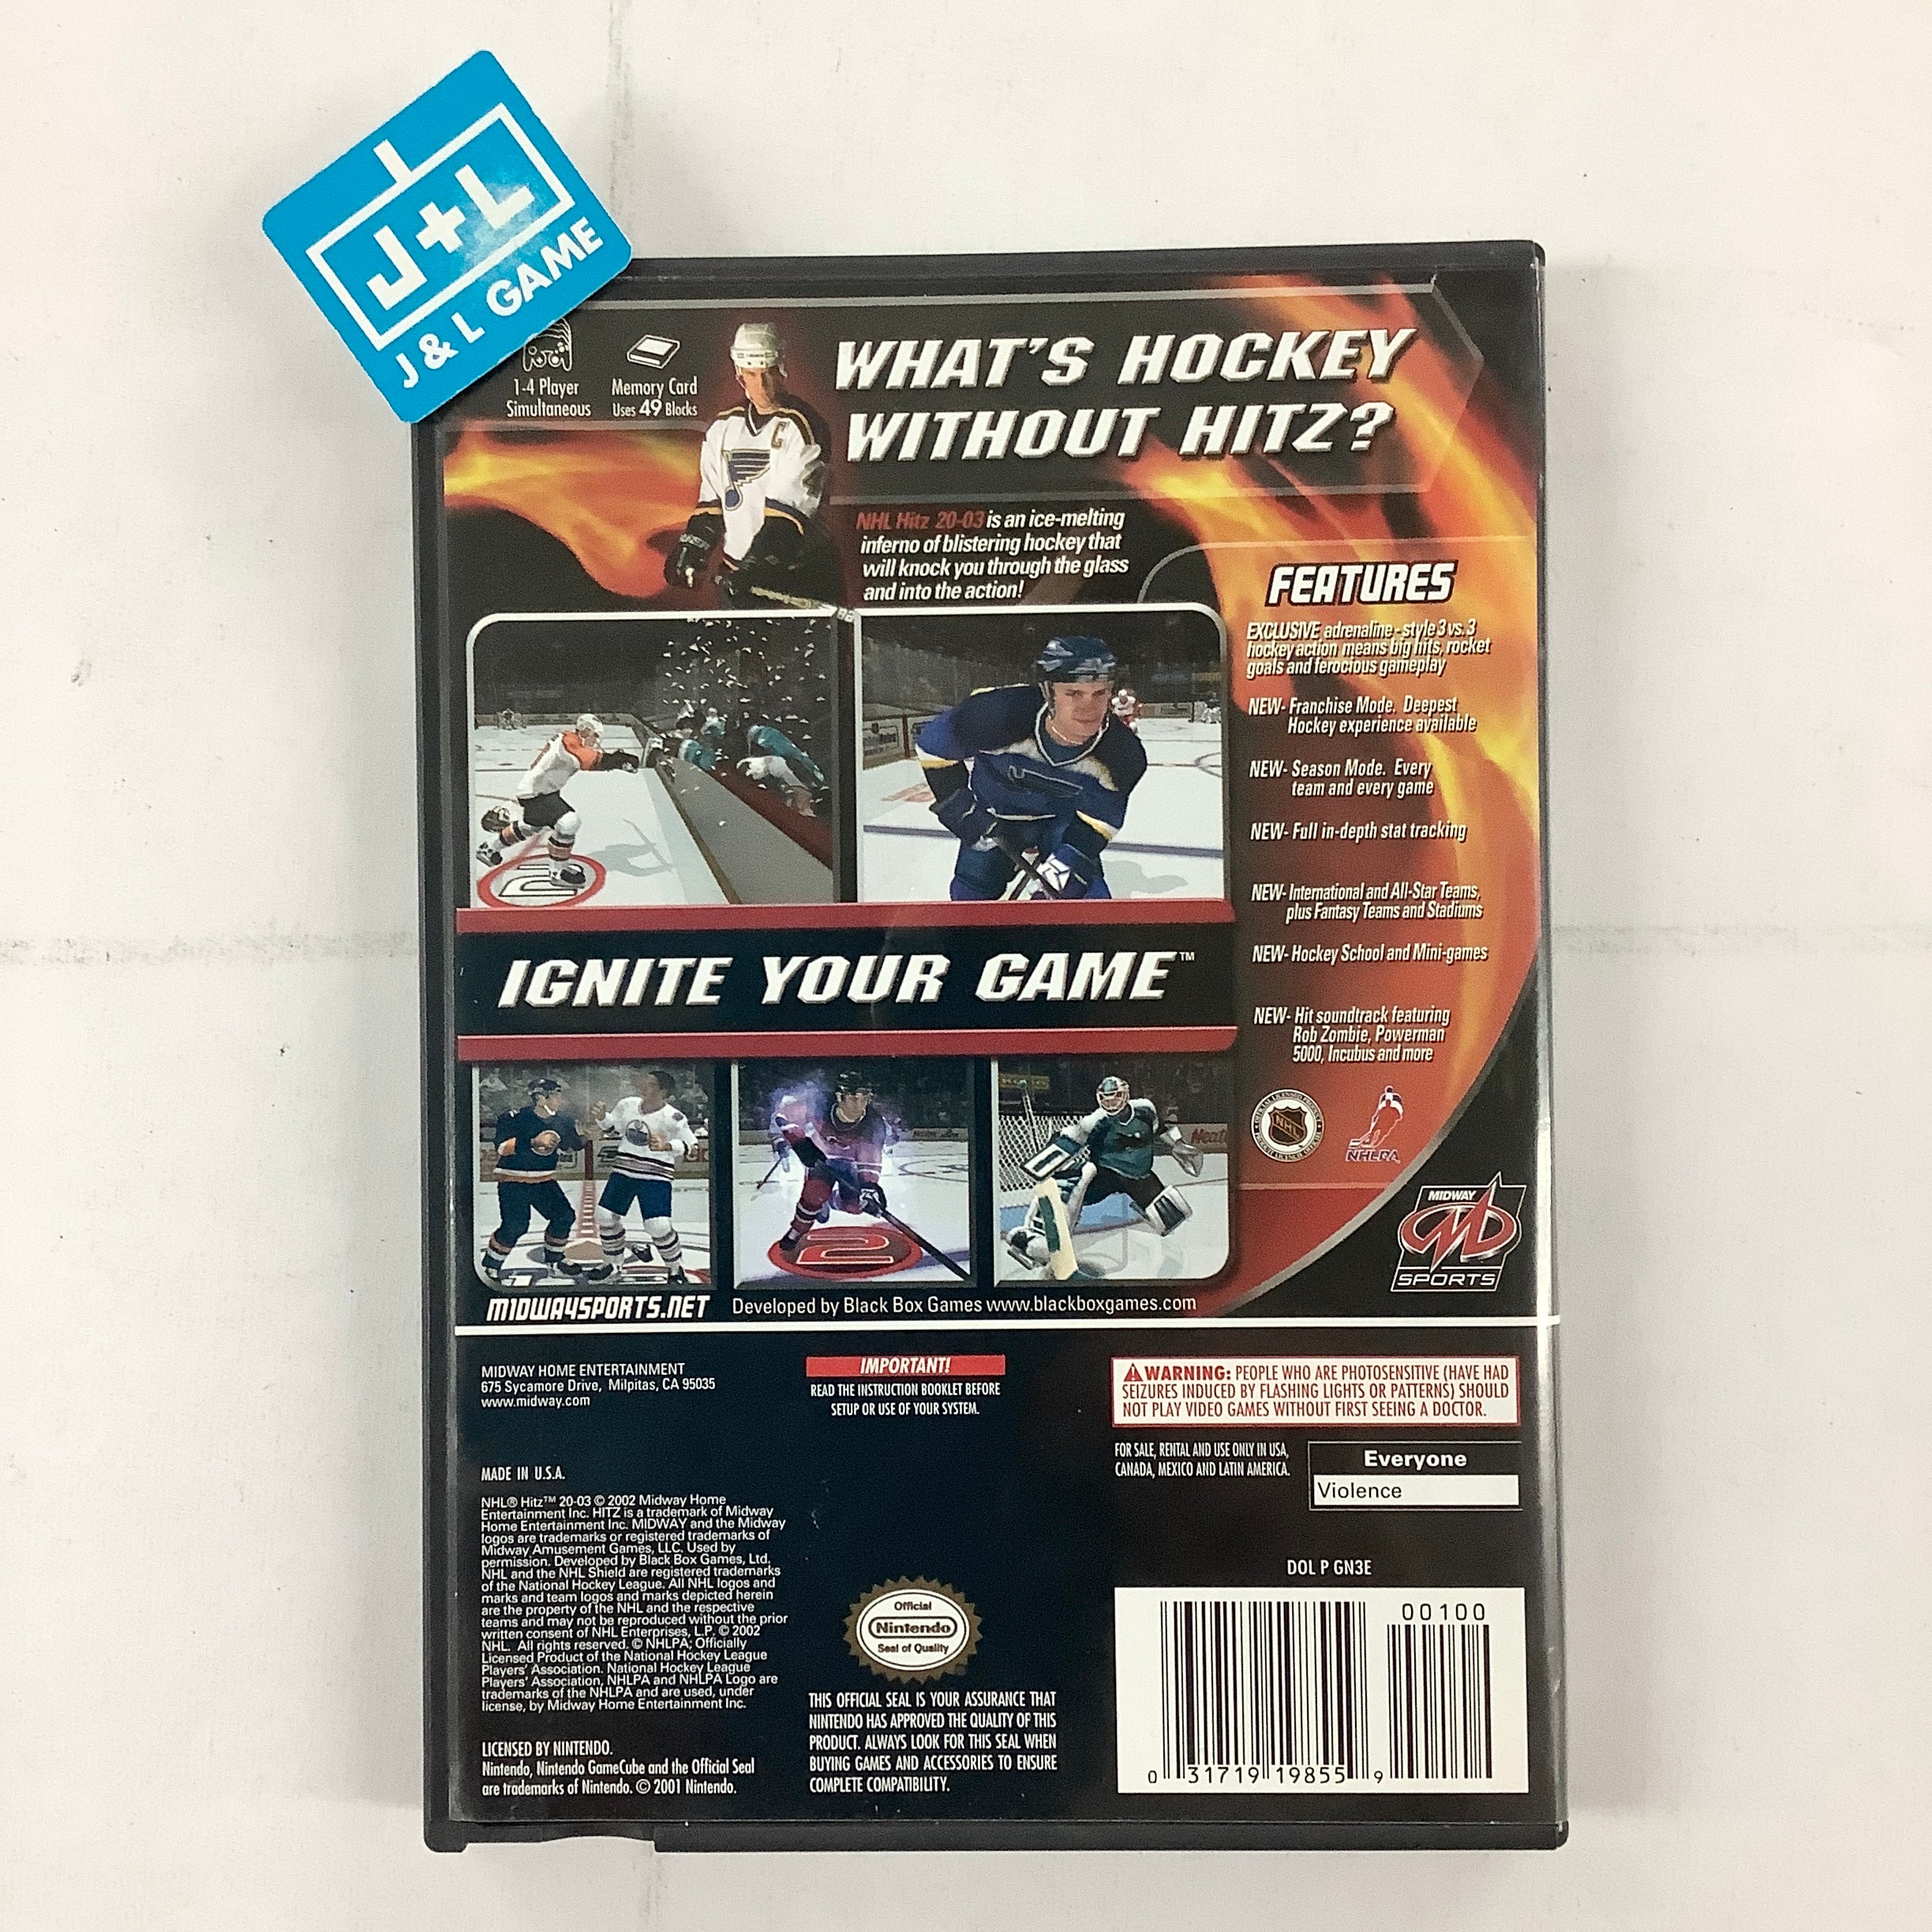 J+L
J & L GAME
1-4 Player
Simultaneous
Memory Card
Uses 49 Blocks
C
4
WHAT'S HOCKEY
WITHOUT HITZ?
NHL Hitz 20-03 is an ice-melting
inferno of blistering hockey that
will knock you through the glass
and into the action!
FEATURES
EXCLUSIVE adrenaline-style 3 vs. 3
hockey action means big hits, rocket
goals and ferocious gameplay
NEW- Franchise Mode. Deepest
Hockey experience available
NEW- Season Mode. Every
team and every game
NEW- Full in-depth stat tracking
NEW- International and All-Star Teams,
plus Fantasy Teams and Stadiums
NEW- Hockey School and Mini-games
NEW- Hit soundtrack featuring
Rob Zombie, Powerman
5000, Incubus and more
2
IGNITE YOUR GAME™
2
NHL
NHLPA
MIDWAY
SPORTS
MIDWAYSPORTS.NET
Developed by Black Box Games www.blackboxgames.com
MIDWAY HOME ENTERTAINMENT
675 Sycamore Drive, Milpitas, CA 95035
www.midway.com
MADE IN U.S.A.
NHL® Hitz™ 20-03 © 2002 Midway Home
Entertainment Inc. HITZ is a trademark of Midway
Home Entertainment Inc. MIDWAY and the Midway
logos are trademarks or registered trademarks of
Midway Amusement Games, LLC. Used by
permission. Developed by Black Box Games, Ltd.
NHL and the NHL Shield are registered trademarks
of the National Hockey League. All NHL logos and
marks and team logos and marks depicted herein
are the property of the NHL and the respective
teams and may not be reproduced without the prior
written consent of NHL Enterprises, L.P. © 2002
NHL. All rights reserved. © NHLPA; Officially
Licensed Product of the National Hockey League
Players' Association. National Hockey League
Players' Association, NHLPA and NHLPA Logo are
trademarks of the NHLPA and are used, under
license, by Midway Home Entertainment Inc.
LICENSED BY NINTENDO.
Nintendo, Nintendo GameCube and the Official Seal
are trademarks of Nintendo. © 2001 Nintendo.
IMPORTANT!
READ THE INSTRUCTION BOOKLET BEFORE
SETUP OR USE OF YOUR SYSTEM.
Official
Nintendo
Seal of Quality
THIS OFFICIAL SEAL IS YOUR ASSURANCE THAT
NINTENDO HAS APPROVED THE QUALITY OF THIS
PRODUCT. ALWAYS LOOK FOR THIS SEAL WHEN
BUYING GAMES AND ACCESSORIES TO ENSURE
COMPLETE COMPATIBILITY.
WARNING: PEOPLE WHO ARE PHOTOSENSITIVE (HAVE HAD
SEIZURES INDUCED BY FLASHING LIGHTS OR PATTERNS) SHOULD
NOT PLAY VIDEO GAMES WITHOUT FIRST SEEING A DOCTOR.
FOR SALE, RENTAL AND USE ONLY IN USA,
CANADA, MEXICO AND LATIN AMERICA.
Everyone
Violence
DOL P GN3E
00100
0 31719 19855 9